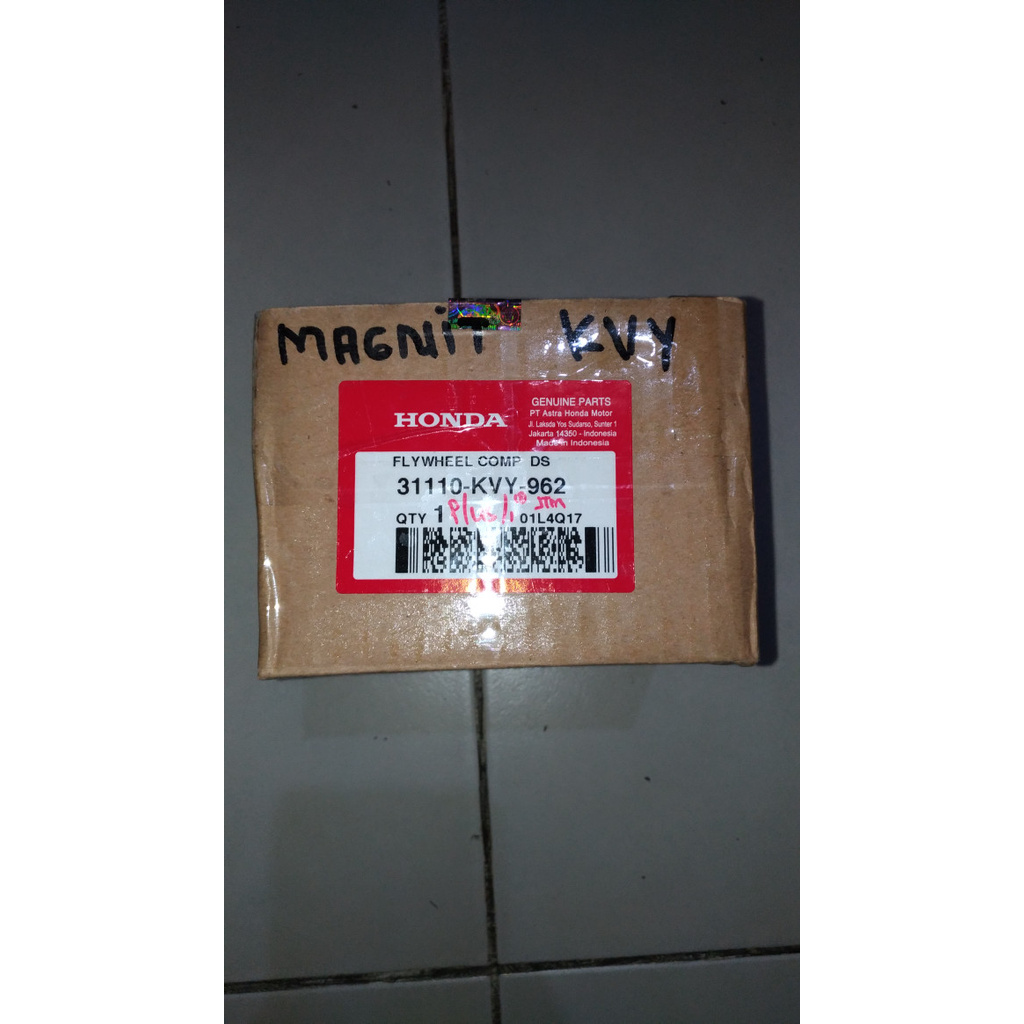 MAGNIT KVY
HONDA
GENUINE PARTS
PT Astra Honda Motor
Jl. Laksda Yos Sudarso, Sunter 1
Jakarta 14350 - Indonesia
Made in Indonesia
FLYWHEEL COMP DS
31110-KVY-962
QTY 1 01L4Q17